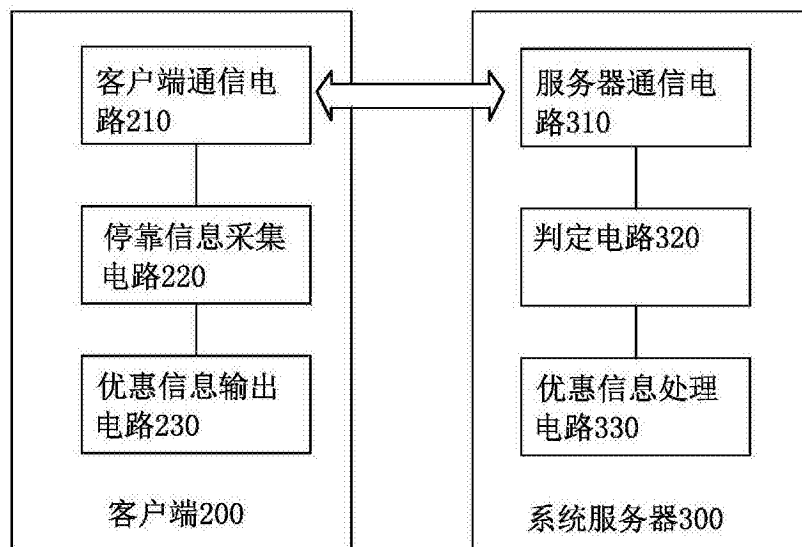 客户端通信电
路210
停靠信息采集
电路220
优惠信息输出
电路230
客户端200
服务器通信电
路310
判定电路320
优惠信息处理
电路330
系统服务器300